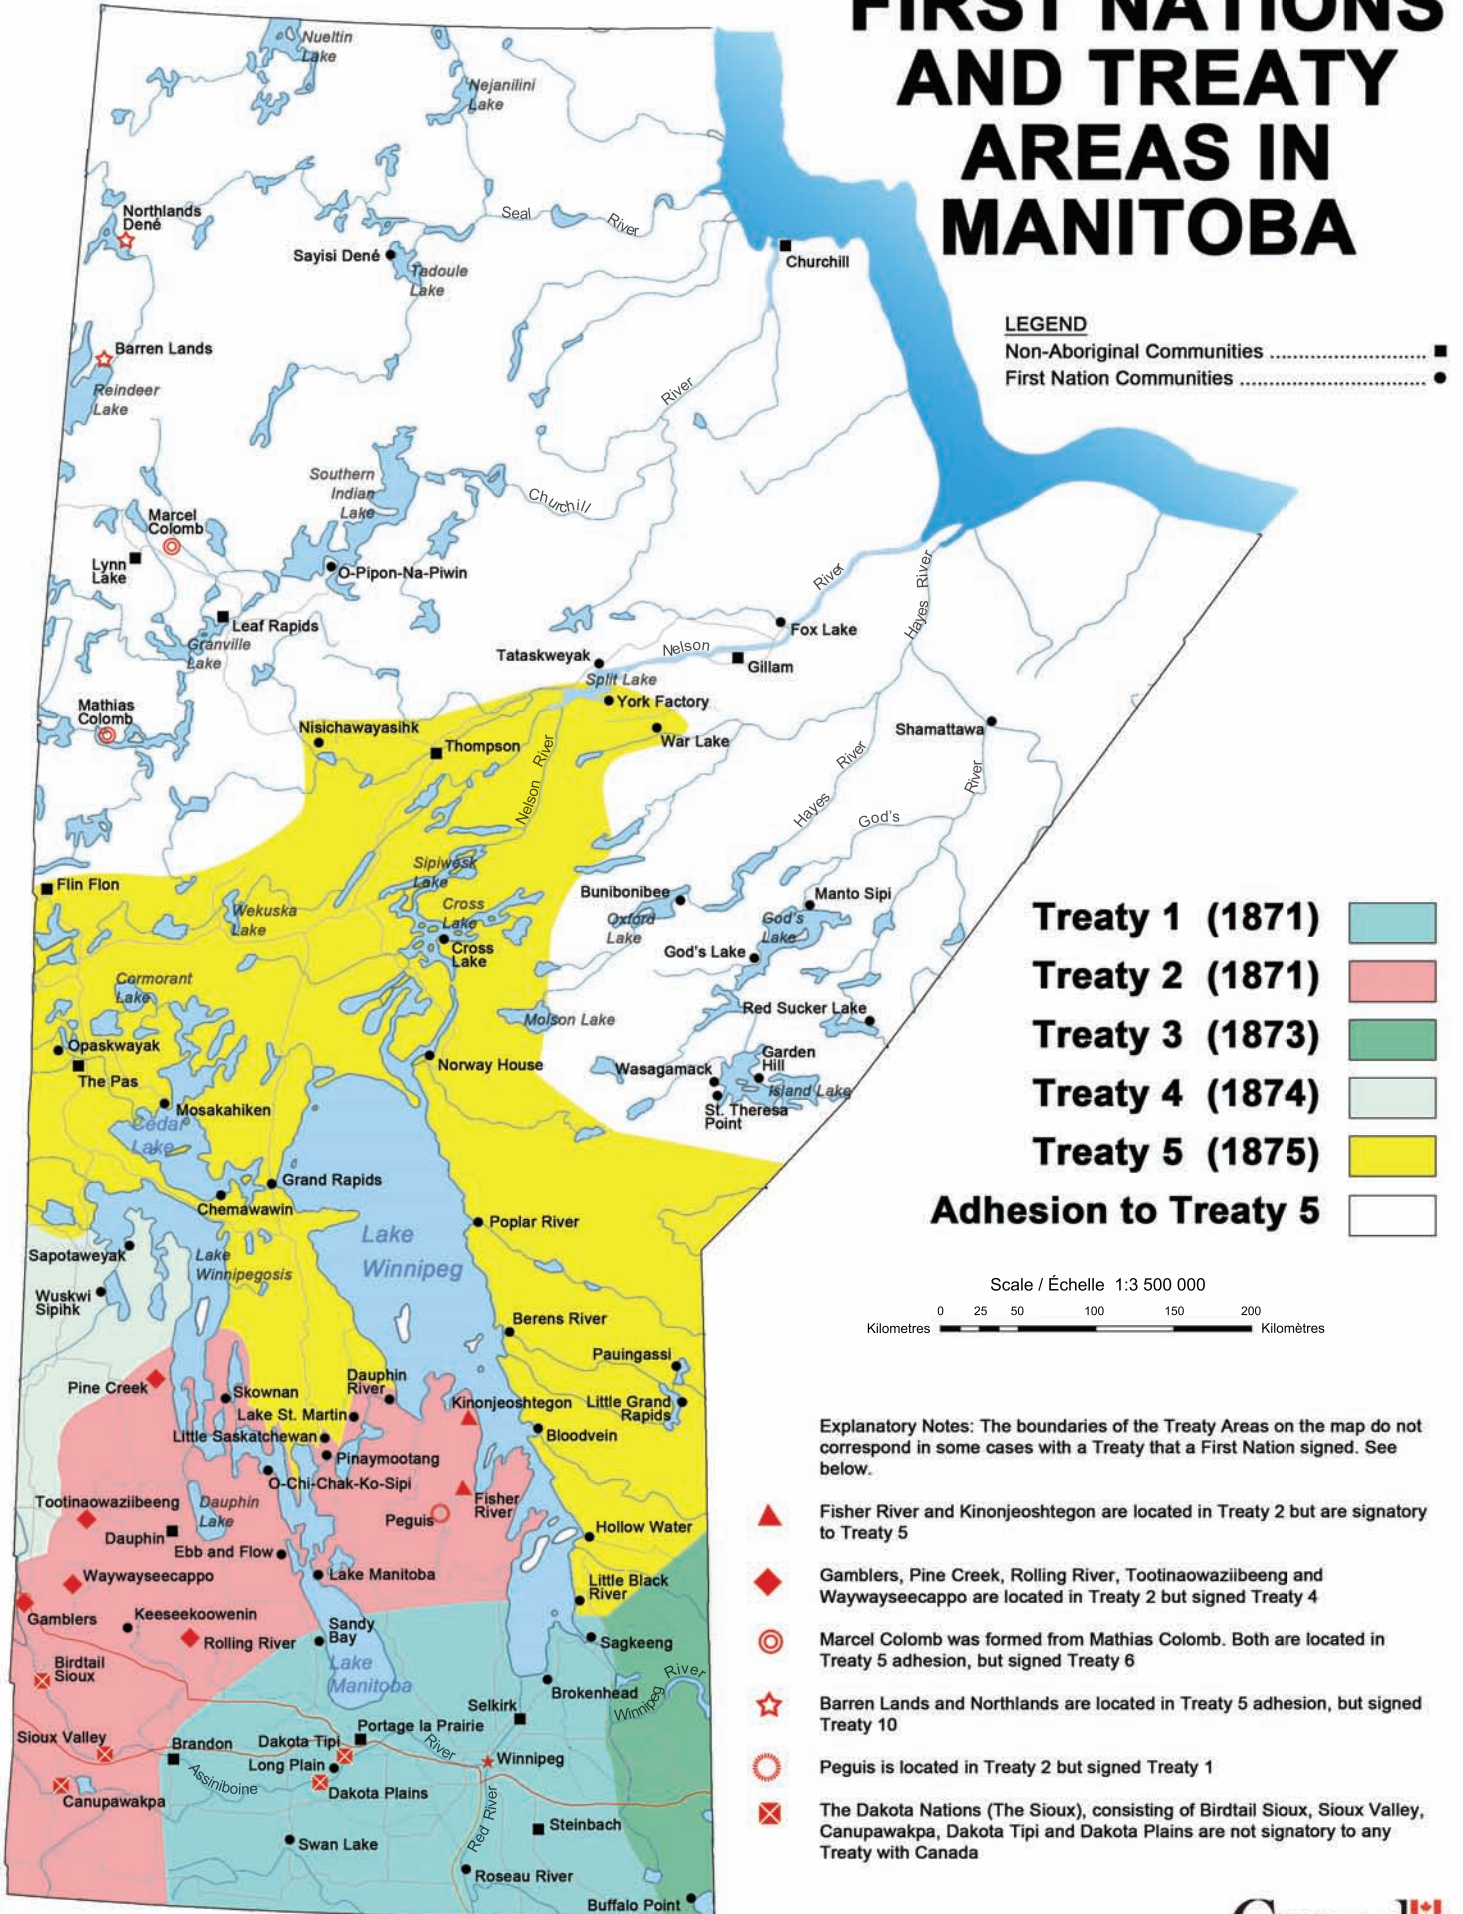 FIRST NATIONS
AND TREATY
AREAS IN
MANITOBA
LEGEND
Non-Aboriginal Communities
First Nation Communities
Nueltin
Lake
Nejanilini
Lake
Northlands
Dené
Seal
River
Sayisi Dené
Tadoule
Lake
Churchill
Barren Lands
Reindeer
Lake
River
Southern
Indian
Lake
Churchill
Marcel
Colomb
Lynn
Lake
O-Pipon-Na-Piwin
River
Hayes River
Leaf Rapids
Granville
Lake
Fox Lake
Nelson
Tataskweyak
Gillam
Split Lake
York Factory
Mathias
Colomb
Nisichawayasihk
Thompson
War Lake
Shamattawa
Nelson River
Hayes
River
River
God's
Sipiwesk
Lake
Flin Flon
Wekuska
Lake
Cross
Lake
Cross
Lake
Bunibonibee
Oxford
Lake
Manto Sipi
God's
Lake
God's Lake
Cormorant
Lake
Molson Lake
Red Sucker Lake
Opaskwayak
The Pas
Norway House
Wasagamack
Garden
Hill
Island Lake
St. Theresa
Point
Mosakahiken
Cedar
Lake
Grand Rapids
Chemawawin
Poplar River
Lake
Winnipeg
Sapotaweyak
Lake
Winnipegosis
Wuskwi
Sipihk
Berens River
Pauingassi
Pine Creek
Skownan
Dauphin
River
Lake St. Martin
Kinonjeoshtegon
Little Grand
Rapids
Little Saskatchewan
Bloodvein
Pinaymootang
O-Chi-Chak-Ko-Sipi
Tootinaowaziibeeng
Dauphin
Lake
Fisher
River
Peguis
Dauphin
Hollow Water
Ebb and Flow
Waywayseecappo
Lake Manitoba
Little Black
River
Gamblers
Keeseekoowenin
Rolling River
Sandy
Bay
Sagkeeng
Birdtail
Sioux
Lake
Manitoba
Brokenhead
Winnipeg River
Selkirk
Sioux Valley
Brandon
Dakota Tipi
Portage la Prairie
River
Long Plain
Winnipeg
Assiniboine
Canupawakpa
Dakota Plains
Red River
Steinbach
Swan Lake
Roseau River
Buffalo Point
Treaty 1 (1871)
Treaty 2 (1871)
Treaty 3 (1873)
Treaty 4 (1874)
Treaty 5 (1875)
Adhesion to Treaty 5
Scale / Échelle 1:3 500 000
0 25 50 100 150 200
Kilometres Kilomètres
Explanatory Notes: The boundaries of the Treaty Areas on the map do not
correspond in some cases with a Treaty that a First Nation signed. See
below.
Fisher River and Kinonjeoshtegon are located in Treaty 2 but are signatory
to Treaty 5
Gamblers, Pine Creek, Rolling River, Tootinaowaziibeeng and
Waywayseecappo are located in Treaty 2 but signed Treaty 4
Marcel Colomb was formed from Mathias Colomb. Both are located in
Treaty 5 adhesion, but signed Treaty 6
Barren Lands and Northlands are located in Treaty 5 adhesion, but signed
Treaty 10
Peguis is located in Treaty 2 but signed Treaty 1
The Dakota Nations (The Sioux), consisting of Birdtail Sioux, Sioux Valley,
Canupawakpa, Dakota Tipi and Dakota Plains are not signatory to any
Treaty with Canada